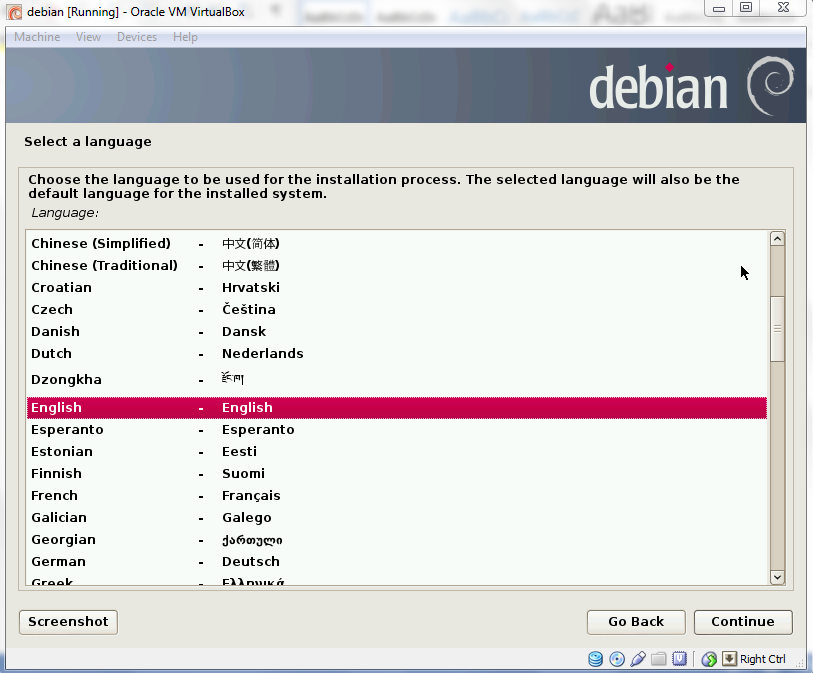 debian [Running] - Oracle VM VirtualBox
Machine View Devices Help
debian
Select a language
Choose the language to be used for the installation process. The selected language will also be the
default language for the installed system.
Language:
Chinese (Simplified) - 中文(简体)
Chinese (Traditional) - 中文(繁體)
Croatian - Hrvatski
Czech - Čeština
Danish - Dansk
Dutch - Nederlands
Dzongkha - རྫོང་ཁ།
English - English
Esperanto - Esperanto
Estonian - Eesti
Finnish - Suomi
French - Français
Galician - Galego
Georgian - ქართული
German - Deutsch
Greek - Ελληνικά
Screenshot Go Back Continue
Right Ctrl